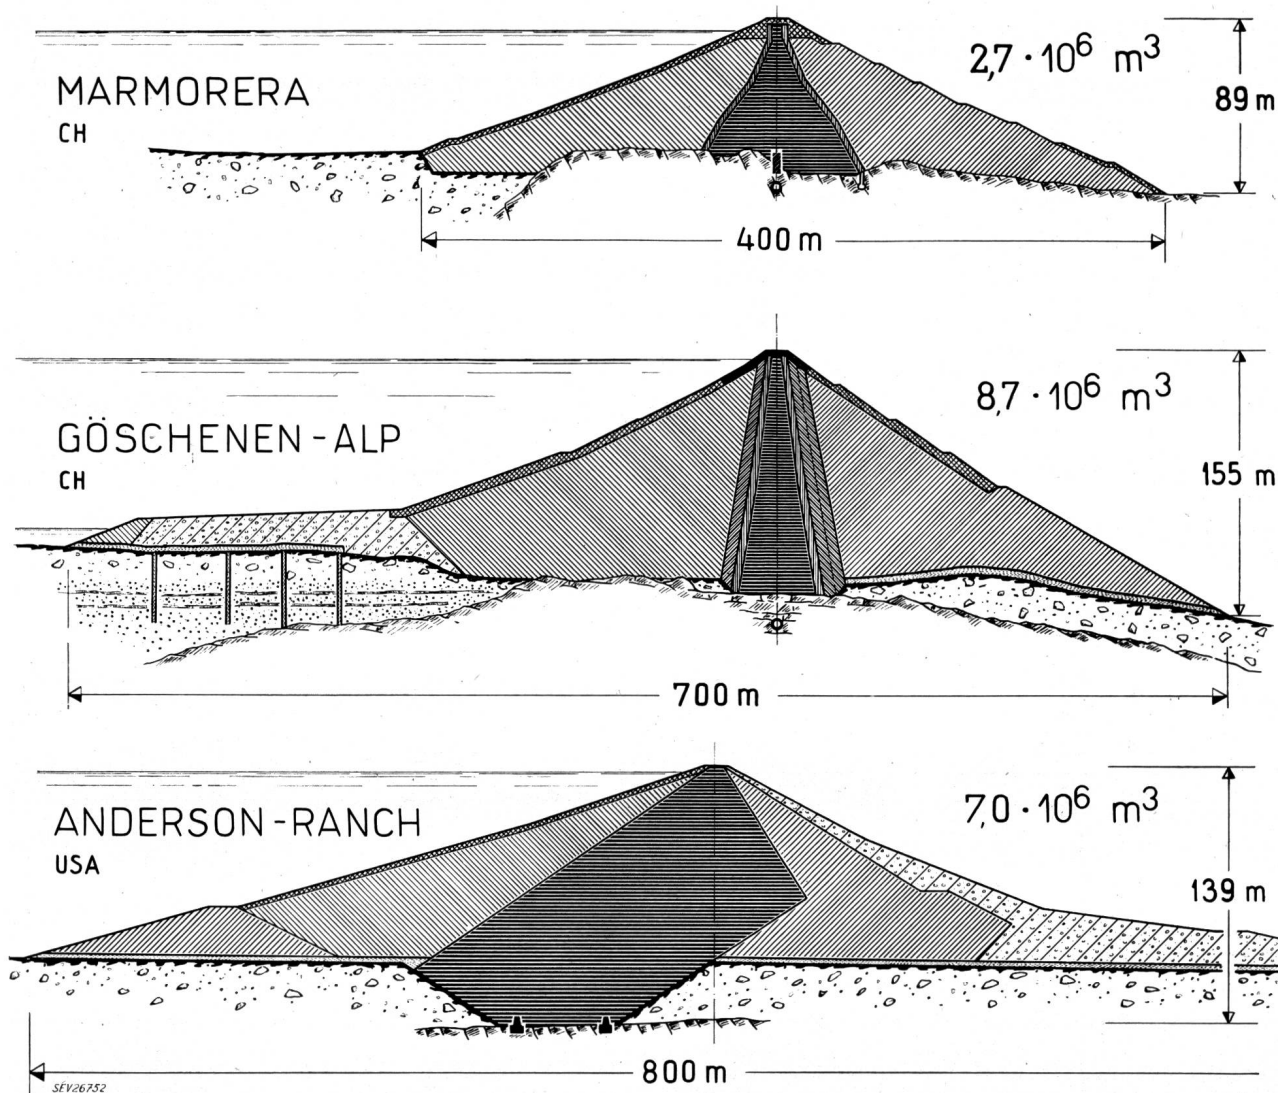 MARMORERA
CH
2,7 · 10⁶ m³
89 m
400 m
GÖSCHENEN - ALP
CH
8,7 · 10⁶ m³
155 m
700 m
ANDERSON - RANCH
USA
7,0 · 10⁶ m³
139 m
800 m
SEV26752